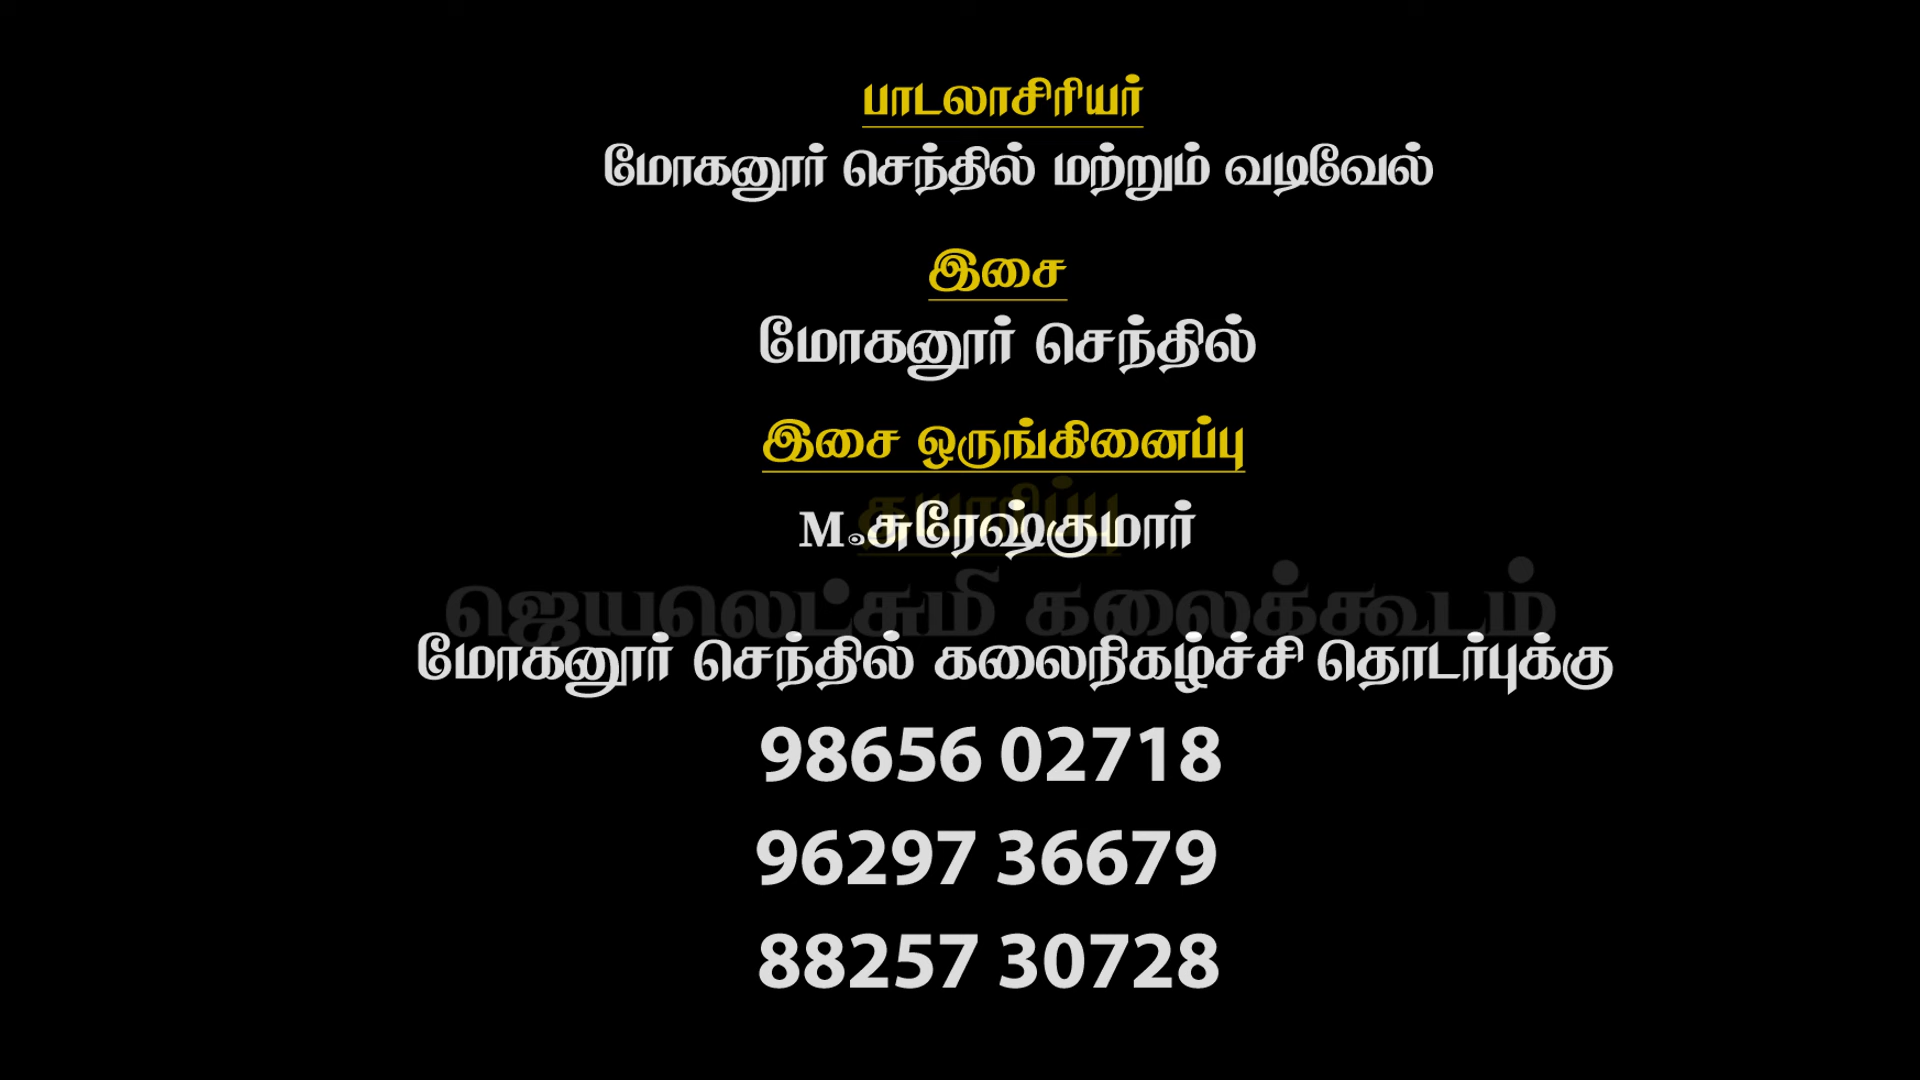 பாடலாசிரியர்
மோகனூர் செந்தில் மற்றும் வடிவேல்
இசை
மோகனூர் செந்தில்
இசை ஒருங்கினைப்பு
தயாரிப்பு
M.சுரேஷ்குமார்
ஜெயலெட்சுமி கலைக்கூடம்
மோகனூர் செந்தில் கலைநிகழ்ச்சி தொடர்புக்கு
98656 02718
96297 36679
88257 30728